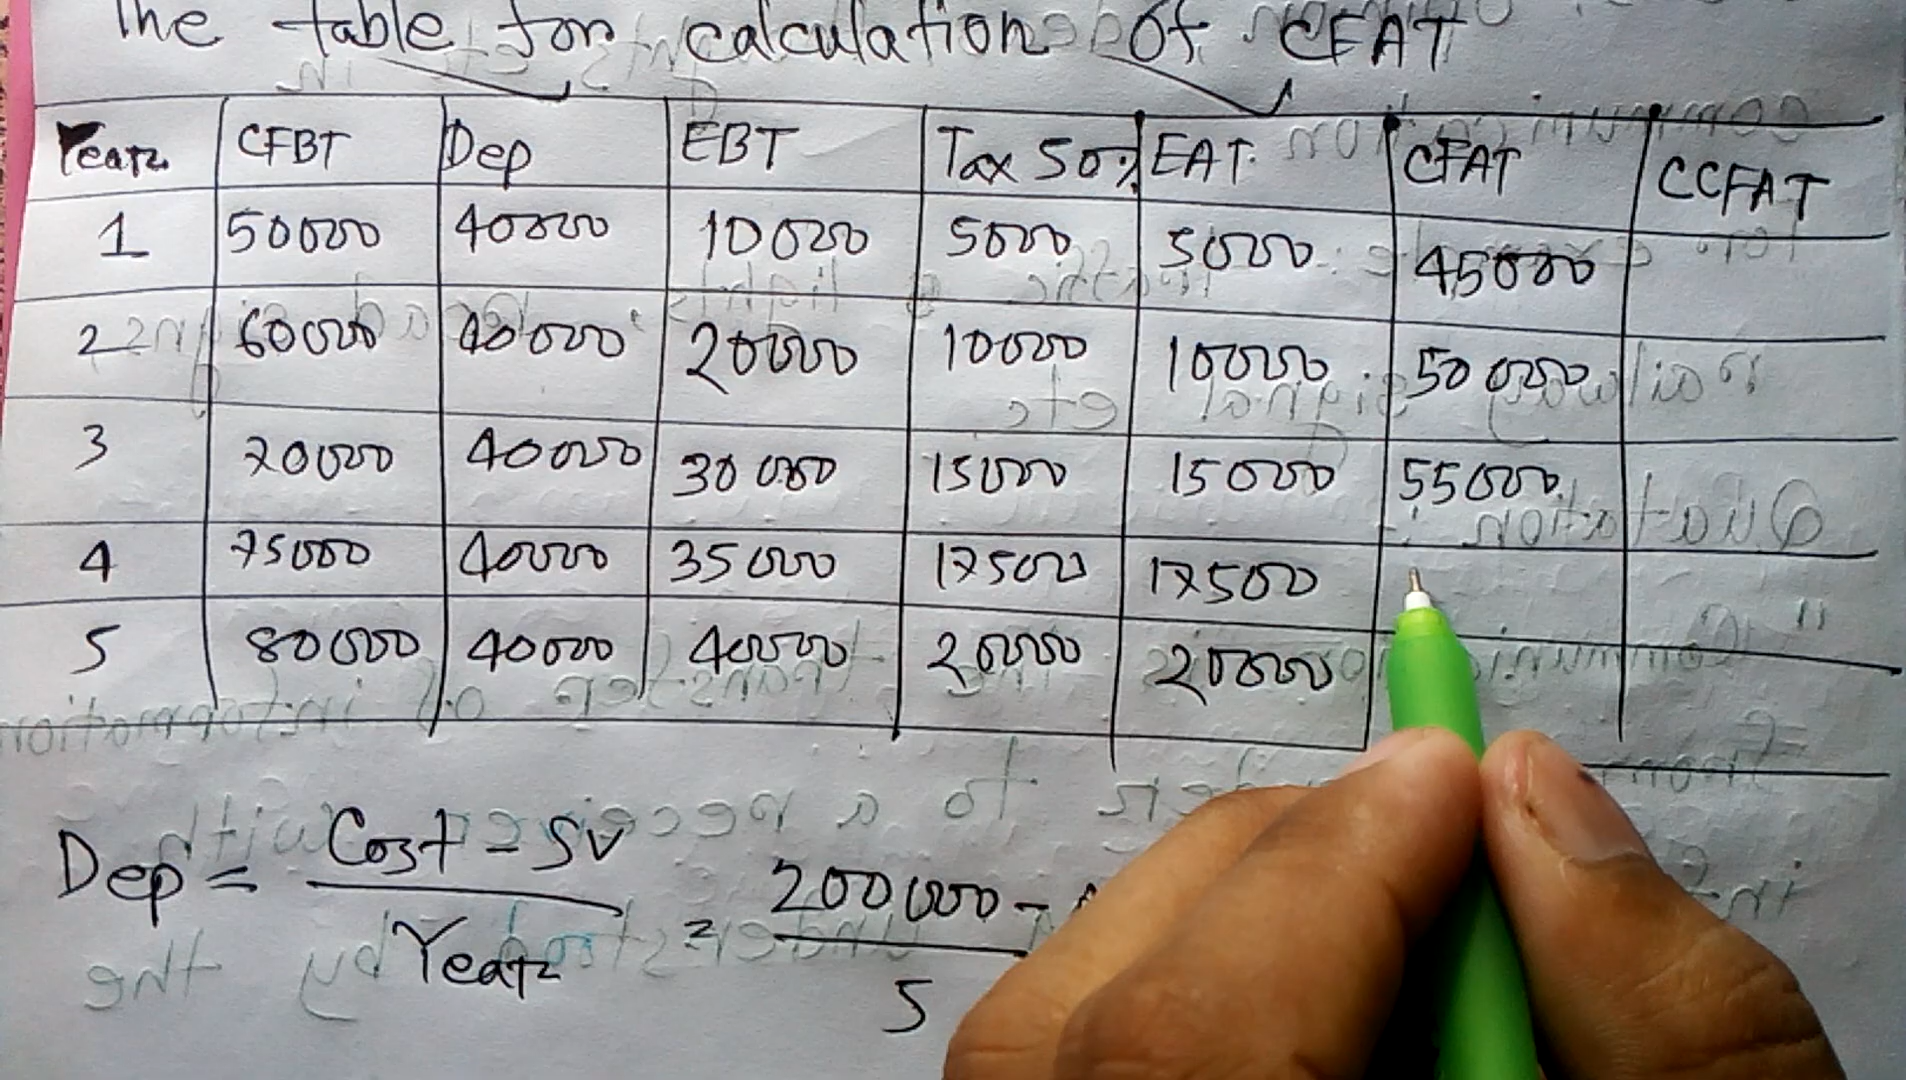 The table for calculation of CFAT
Year CFBT Dep EBT Tax 50% EAT CFAT CCFAT
1 50000 40000 10000 5000 5000 45000
2 60000 40000 20000 10000 10000 50000
3 70000 40000 30000 15000 15000 55000
4 75000 40000 35000 17500 17500
5 80000 40000 40000 20000 20000
Dep = Cost - SV / Year = 200000 - / 5